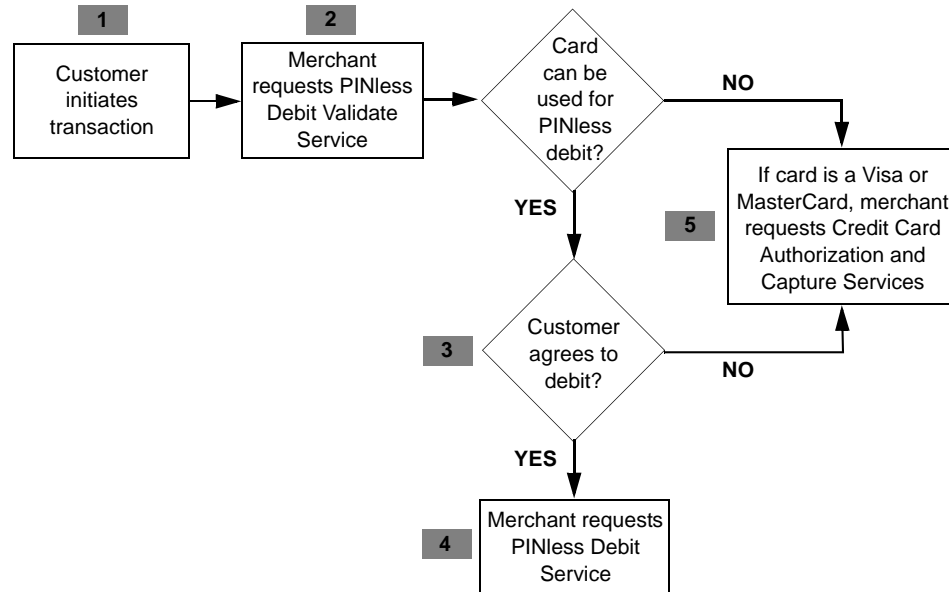 1
Customer
initiates
transaction
2
Merchant
requests PINless
Debit Validate
Service
Card
can be
used for
PINless
debit?
NO
YES
5
If card is a Visa or
MasterCard, merchant
requests Credit Card
Authorization and
Capture Services
3
Customer
agrees to
debit?
NO
YES
4
Merchant requests
PINless Debit
Service